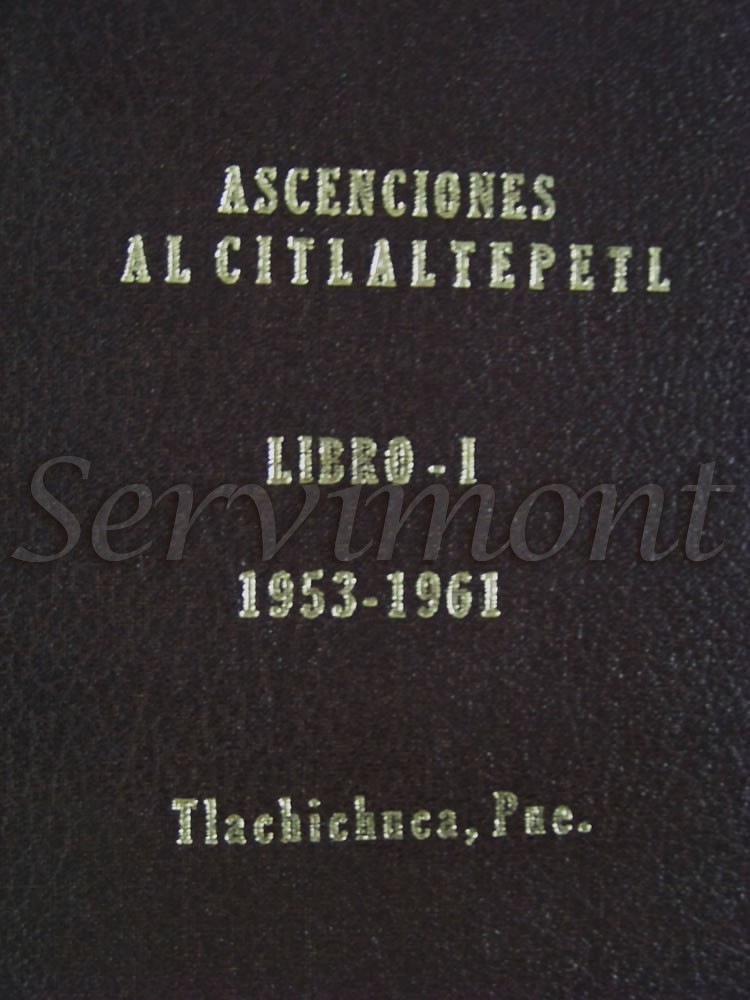 ASCENCIONES
AL CITLALTEPETL
LIBRO - I
Servimont
1953-1961
Tlachichuca, Pue.